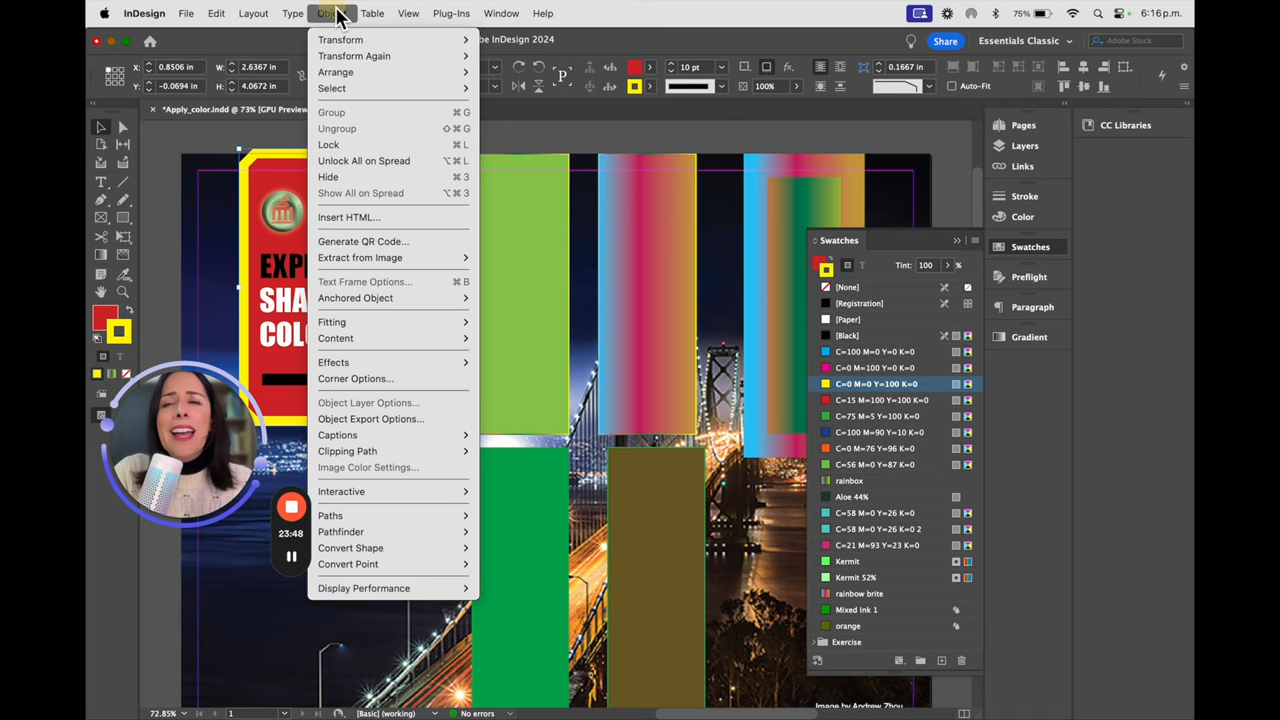 InDesign File Edit Layout Type Table View Plug-Ins Window Help 75% 6:16 p.m.
be InDesign 2024 Share Essentials Classic Adobe Stock
X: 0.8506 in W: 2.6367 in 10 pt 0.1667 in
Y: -0.0694 in H: 4.0672 in 100% Auto-Fit
*Apply_color.indd @ 73% [GPU Preview
Transform
Transform Again
Arrange
Select
Group ⌘ G
Ungroup ⇧⌘ G
Lock ⌘ L
Unlock All on Spread ⌥⌘ L
Hide ⌘ 3
Show All on Spread ⌥⌘ 3
Insert HTML...
Generate QR Code...
Extract from Image
Text Frame Options... ⌘ B
Anchored Object
Fitting
Content
Effects
Corner Options...
Object Layer Options...
Object Export Options...
Captions
Clipping Path
Image Color Settings...
Interactive
Paths
Pathfinder
Convert Shape
Convert Point
Display Performance
EXP
SHA
COL
23:48
Swatches
Tint: 100 %
[None]
[Registration]
[Paper]
[Black]
C=100 M=0 Y=0 K=0
C=0 M=100 Y=0 K=0
C=0 M=0 Y=100 K=0
C=15 M=100 Y=100 K=0
C=75 M=5 Y=100 K=0
C=100 M=90 Y=10 K=0
C=0 M=76 Y=96 K=0
C=56 M=0 Y=87 K=0
rainbox
Aloe 44%
C=58 M=0 Y=26 K=0
C=58 M=0 Y=26 K=0 2
C=21 M=93 Y=23 K=0
Kermit
Kermit 52%
rainbow brite
Mixed Ink 1
orange
Exercise
Pages
Layers
Links
Stroke
Color
Swatches
Preflight
Paragraph
Gradient
CC Libraries
Image by Andrew Zhou
72.85% 1 [Basic] (working) No errors